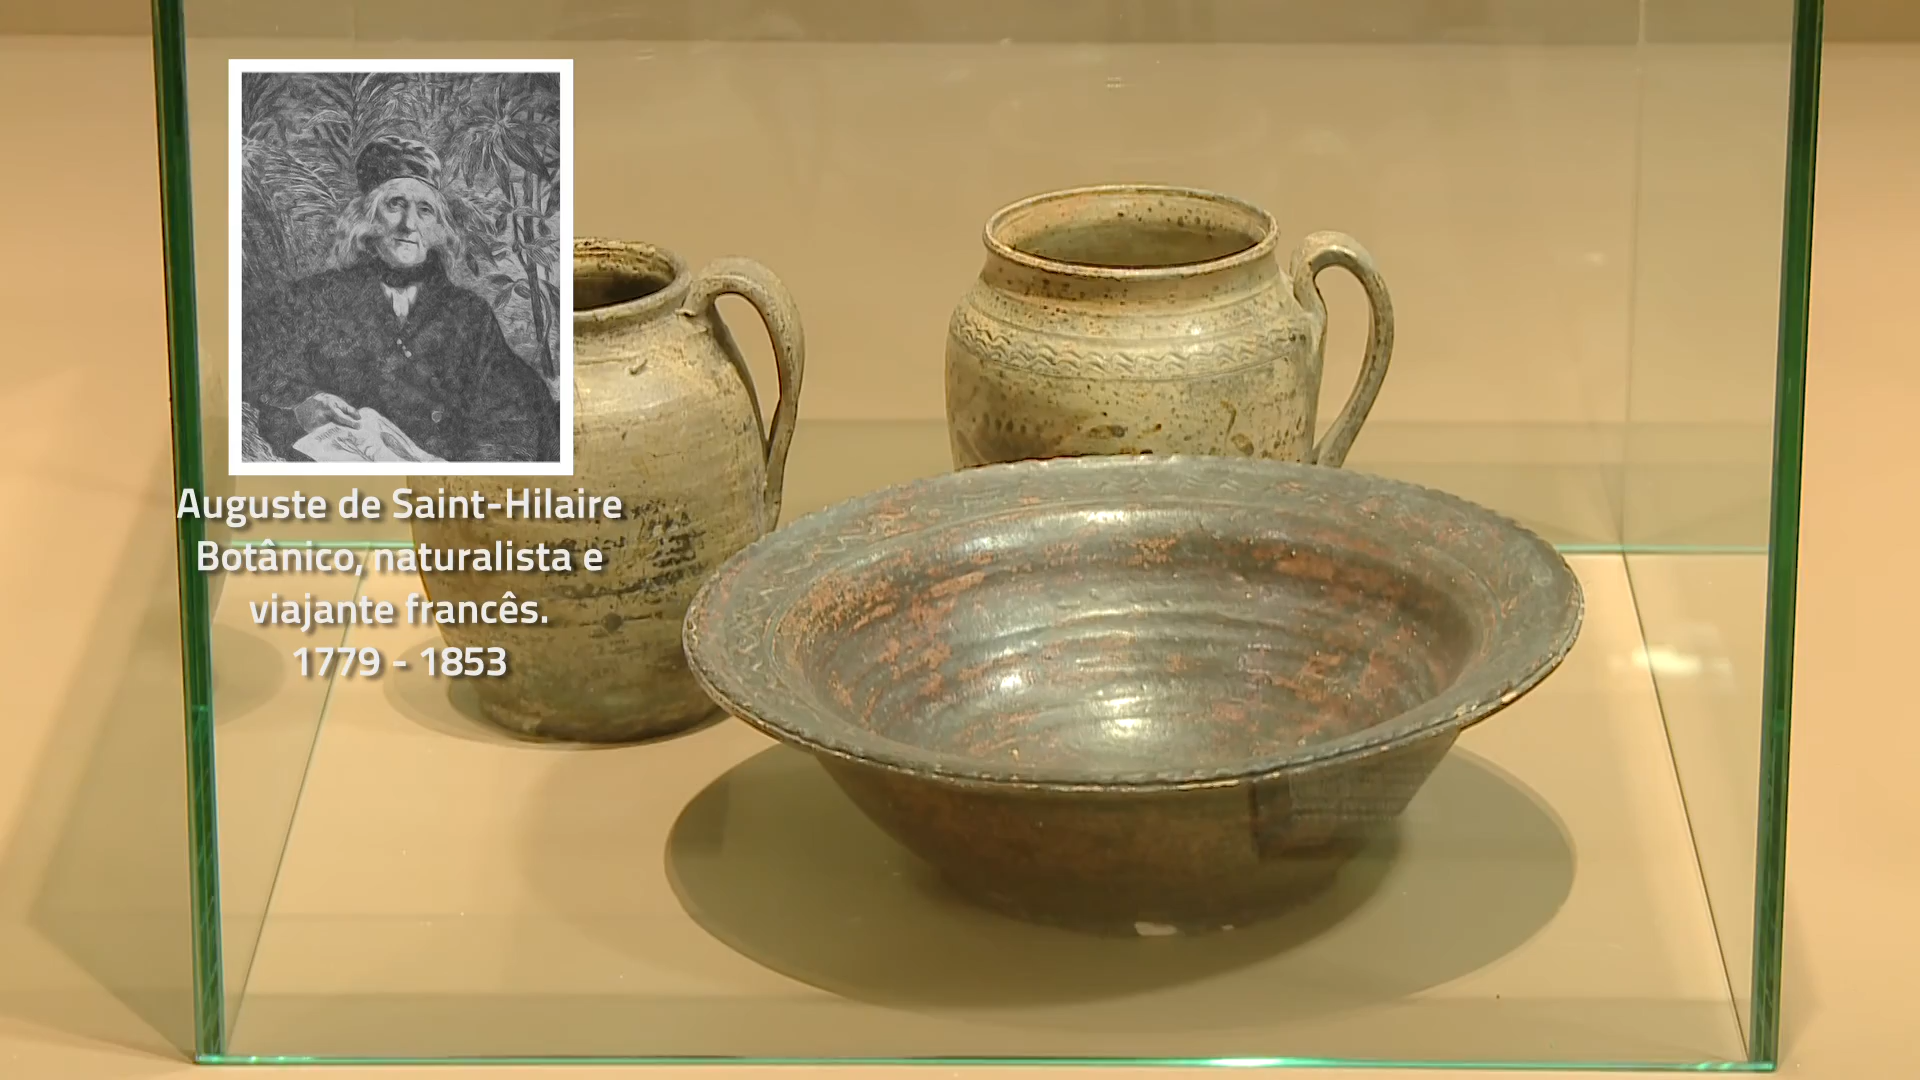 Auguste de Saint-Hilaire
Botânico, naturalista e
viajante francês.
1779 - 1853